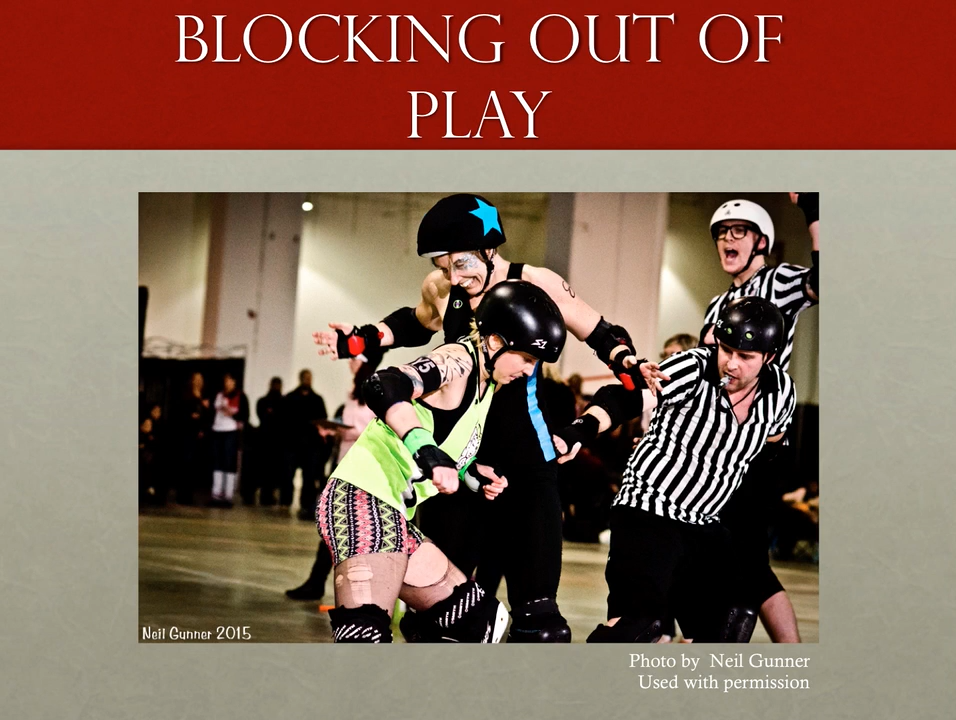 BLOCKING OUT OF
PLAY
Neil Gunner 2015
Photo by Neil Gunner
Used with permission